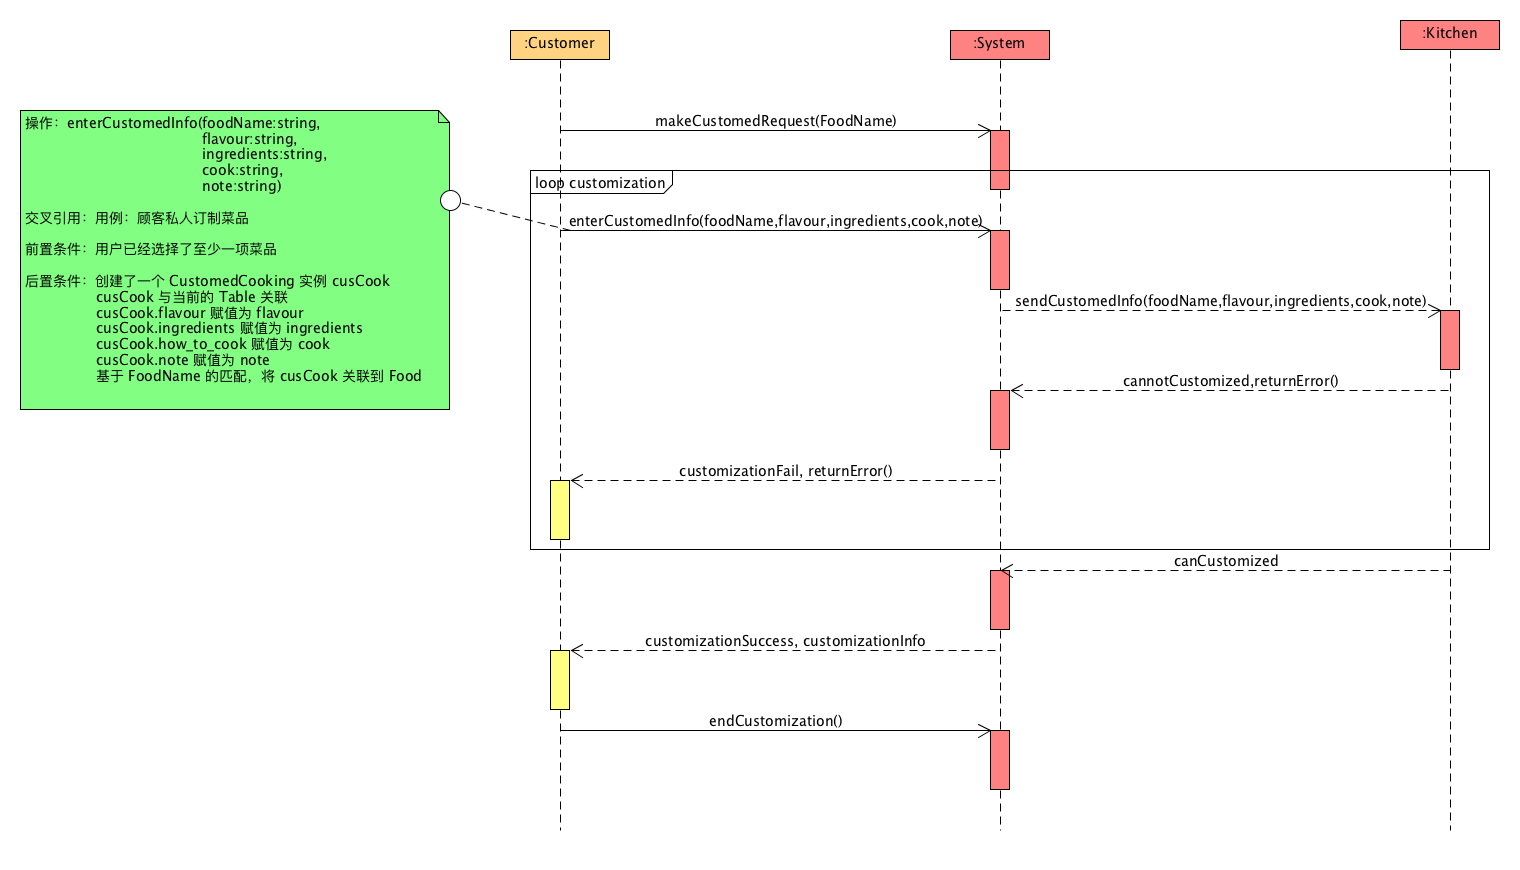 :Customer
:System
:Kitchen
操作：enterCustomedInfo(foodName:string,
flavour:string,
ingredients:string,
cook:string,
note:string)
交叉引用：用例：顾客私人订制菜品
前置条件：用户已经选择了至少一项菜品
后置条件：创建了一个 CustomedCooking 实例 cusCook
cusCook 与当前的 Table 关联
cusCook.flavour 赋值为 flavour
cusCook.ingredients 赋值为 ingredients
cusCook.how_to_cook 赋值为 cook
cusCook.note 赋值为 note
基于 FoodName 的匹配，将 cusCook 关联到 Food
makeCustomedRequest(FoodName)
loop customization
enterCustomedInfo(foodName,flavour,ingredients,cook,note)
sendCustomedInfo(foodName,flavour,ingredients,cook,note)
cannotCustomized,returnError()
customizationFail, returnError()
canCustomized
customizationSuccess, customizationInfo
endCustomization()